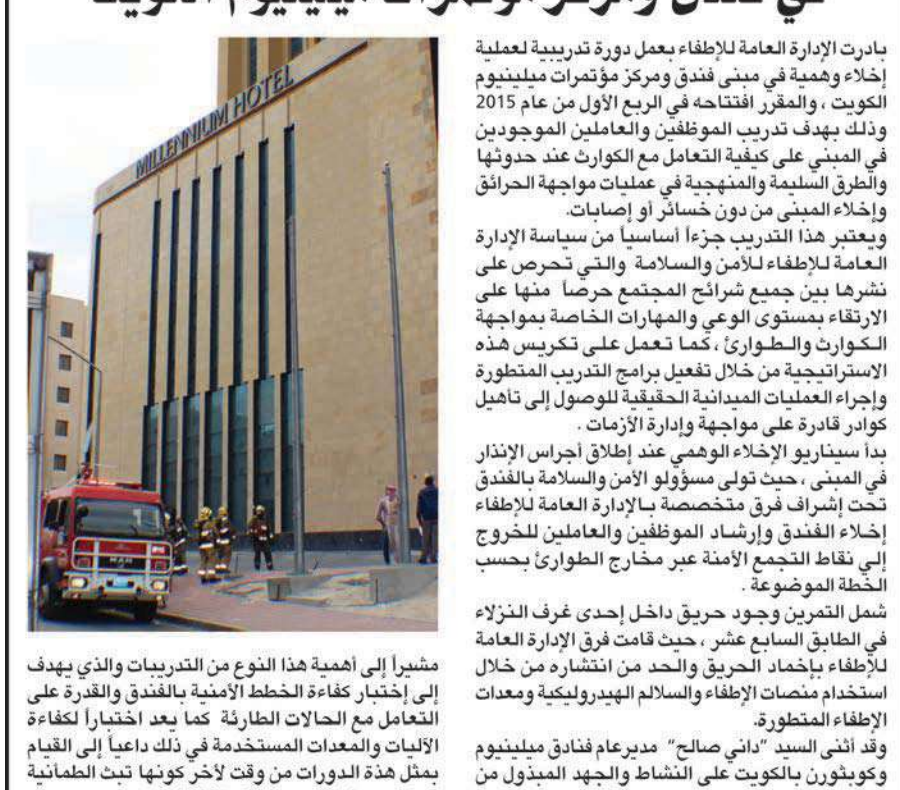 في فندق ومركز مؤتمرات ميلينيوم الكويت
بادرت الإدارة العامة للإطفاء بعمل دورة تدريبية لعملية
إخلاء وهمية في مبنى فندق ومركز مؤتمرات ميلينيوم
الكويت ، والمقرر افتتاحه في الربع الأول من عام 2015
وذلك بهدف تدريب الموظفين والعاملين الموجودين
في المبني على كيفية التعامل مع الكوارث عند حدوثها
والطرق السليمة والمنهجية في عمليات مواجهة الحرائق
وإخلاء المبنى من دون خسائر أو إصابات.
ويعتبر هذا التدريب جزءاً أساسياً من سياسة الإدارة
العامة للإطفاء للأمن والسلامة والتي تحرص على
نشرها بين جميع شرائح المجتمع حرصاً منها على
الارتقاء بمستوى الوعي والمهارات الخاصة بمواجهة
الكوارث والطوارئ ، كما تعمل على تكريس هذه
الاستراتيجية من خلال تفعيل برامج التدريب المتطورة
وإجراء العمليات الميدانية الحقيقية للوصول إلى تأهيل
كوادر قادرة على مواجهة وإدارة الأزمات .
بدأ سيناريو الإخلاء الوهمي عند إطلاق أجراس الإنذار
في المبنى ، حيث تولى مسؤولو الأمن والسلامة بالفندق
تحت إشراف فرق متخصصة بالإدارة العامة للإطفاء
إخلاء الفندق وإرشاد الموظفين والعاملين للخروج
إلي نقاط التجمع الأمنة عبر مخارج الطوارئ بحسب
الخطة الموضوعة .
شمل التمرين وجود حريق داخل إحدى غرف النزلاء
في الطابق السابع عشر ، حيث قامت فرق الإدارة العامة
للإطفاء بإخماد الحريق والحد من انتشاره من خلال
استخدام منصات الإطفاء والسلالم الهيدروليكية ومعدات
الإطفاء المتطورة.
وقد أثنى السيد "داني صالح" مديرعام فنادق ميلينيوم
وكوبثورن بالكويت على النشاط والجهد المبذول من
MILLENNIUM HOTEL
MAN
مشيراً إلى أهمية هذا النوع من التدريبات والذي يهدف
إلى إختبار كفاءة الخطط الأمنية بالفندق والقدرة على
التعامل مع الحالات الطارئة كما يعد اختباراً لكفاءة
الآليات والمعدات المستخدمة في ذلك داعياً إلى القيام
بمثل هذة الدورات من وقت لأخر كونها تبث الطمأنية